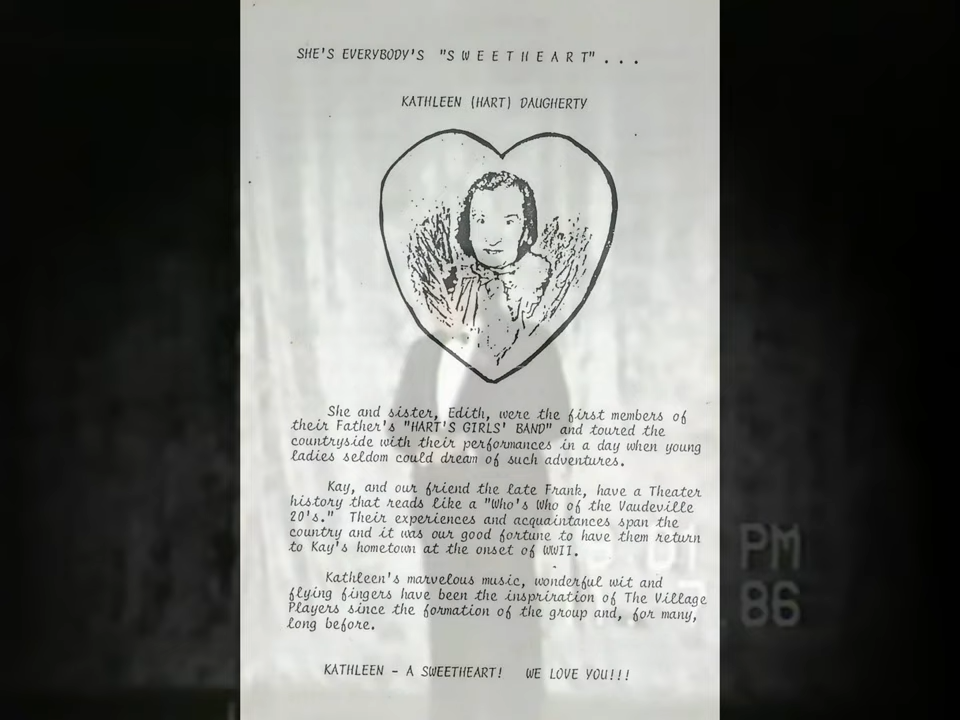 SHE'S EVERYBODY'S "S W E E T H E A R T" . . .
KATHLEEN (HART) DAUGHERTY
She and sister, Edith, were the first members of
their Father's "HART'S GIRLS' BAND" and toured the
countryside with their performances in a day when young
ladies seldom could dream of such adventures.
Kay, and our friend the late Frank, have a Theater
history that reads like a "Who's Who of the Vaudeville
20's." Their experiences and acquaintances span the
country and it was our good fortune to have them return
to Kay's hometown at the onset of WWII.
Kathleen's marvelous music, wonderful wit and
flying fingers have been the inspriration of The Village
Players since the formation of the group and, for many,
long before.
KATHLEEN - A SWEETHEART! WE LOVE YOU!!!
PM
86